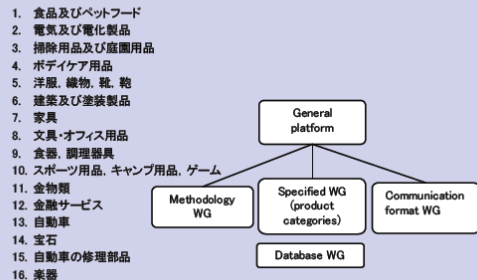 1. 食品及びペットフード
2. 電気及び電化製品
3. 掃除用品及び庭園用品
4. ボディケア用品
5. 洋服, 織物, 靴, 鞄
6. 建築及び塗装製品
7. 家具
8. 文具・オフィス用品
9. 食器, 調理器具
10. スポーツ用品, キャンプ用品, ゲーム
11. 金物類
12. 金融サービス
13. 自動車
14. 宝石
15. 自動車の修理部品
16. 楽器
General
platform
Methodology
WG
Specified WG
(product
categories)
Communication
format WG
Database WG